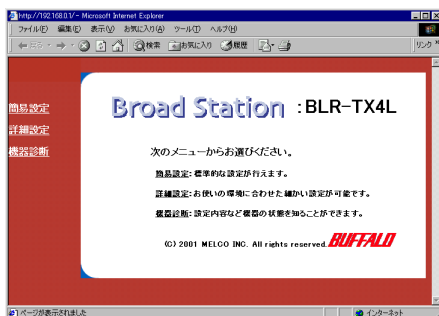 http://192.168.0.1/ - Microsoft Internet Explorer
ファイル(F) 編集(E) 表示(V) お気に入り(A) ツール(T) ヘルプ(H)
戻る 検索 お気に入り 履歴 リンク
簡易設定
詳細設定
機器診断
Broad Station :BLR-TX4L
次のメニューからお選びください。
簡易設定: 標準的な設定が行えます。
詳細設定: お使いの環境に合わせた細かい設定が可能です。
機器診断: 設定内容など機器の状態を知ることができます。
(C) 2001 MELCO INC. All rights reserved. BUFFALO
ページが表示されました インターネット